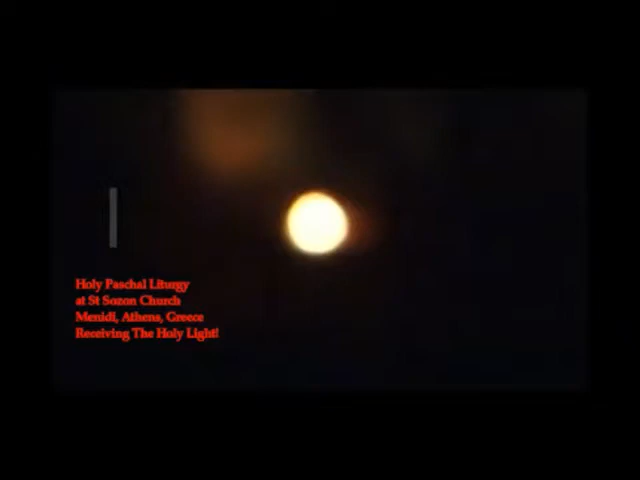 Holy Paschal Liturgy
at St Sozon Church
Menidi, Athens, Greece
Receiving The Holy Light!